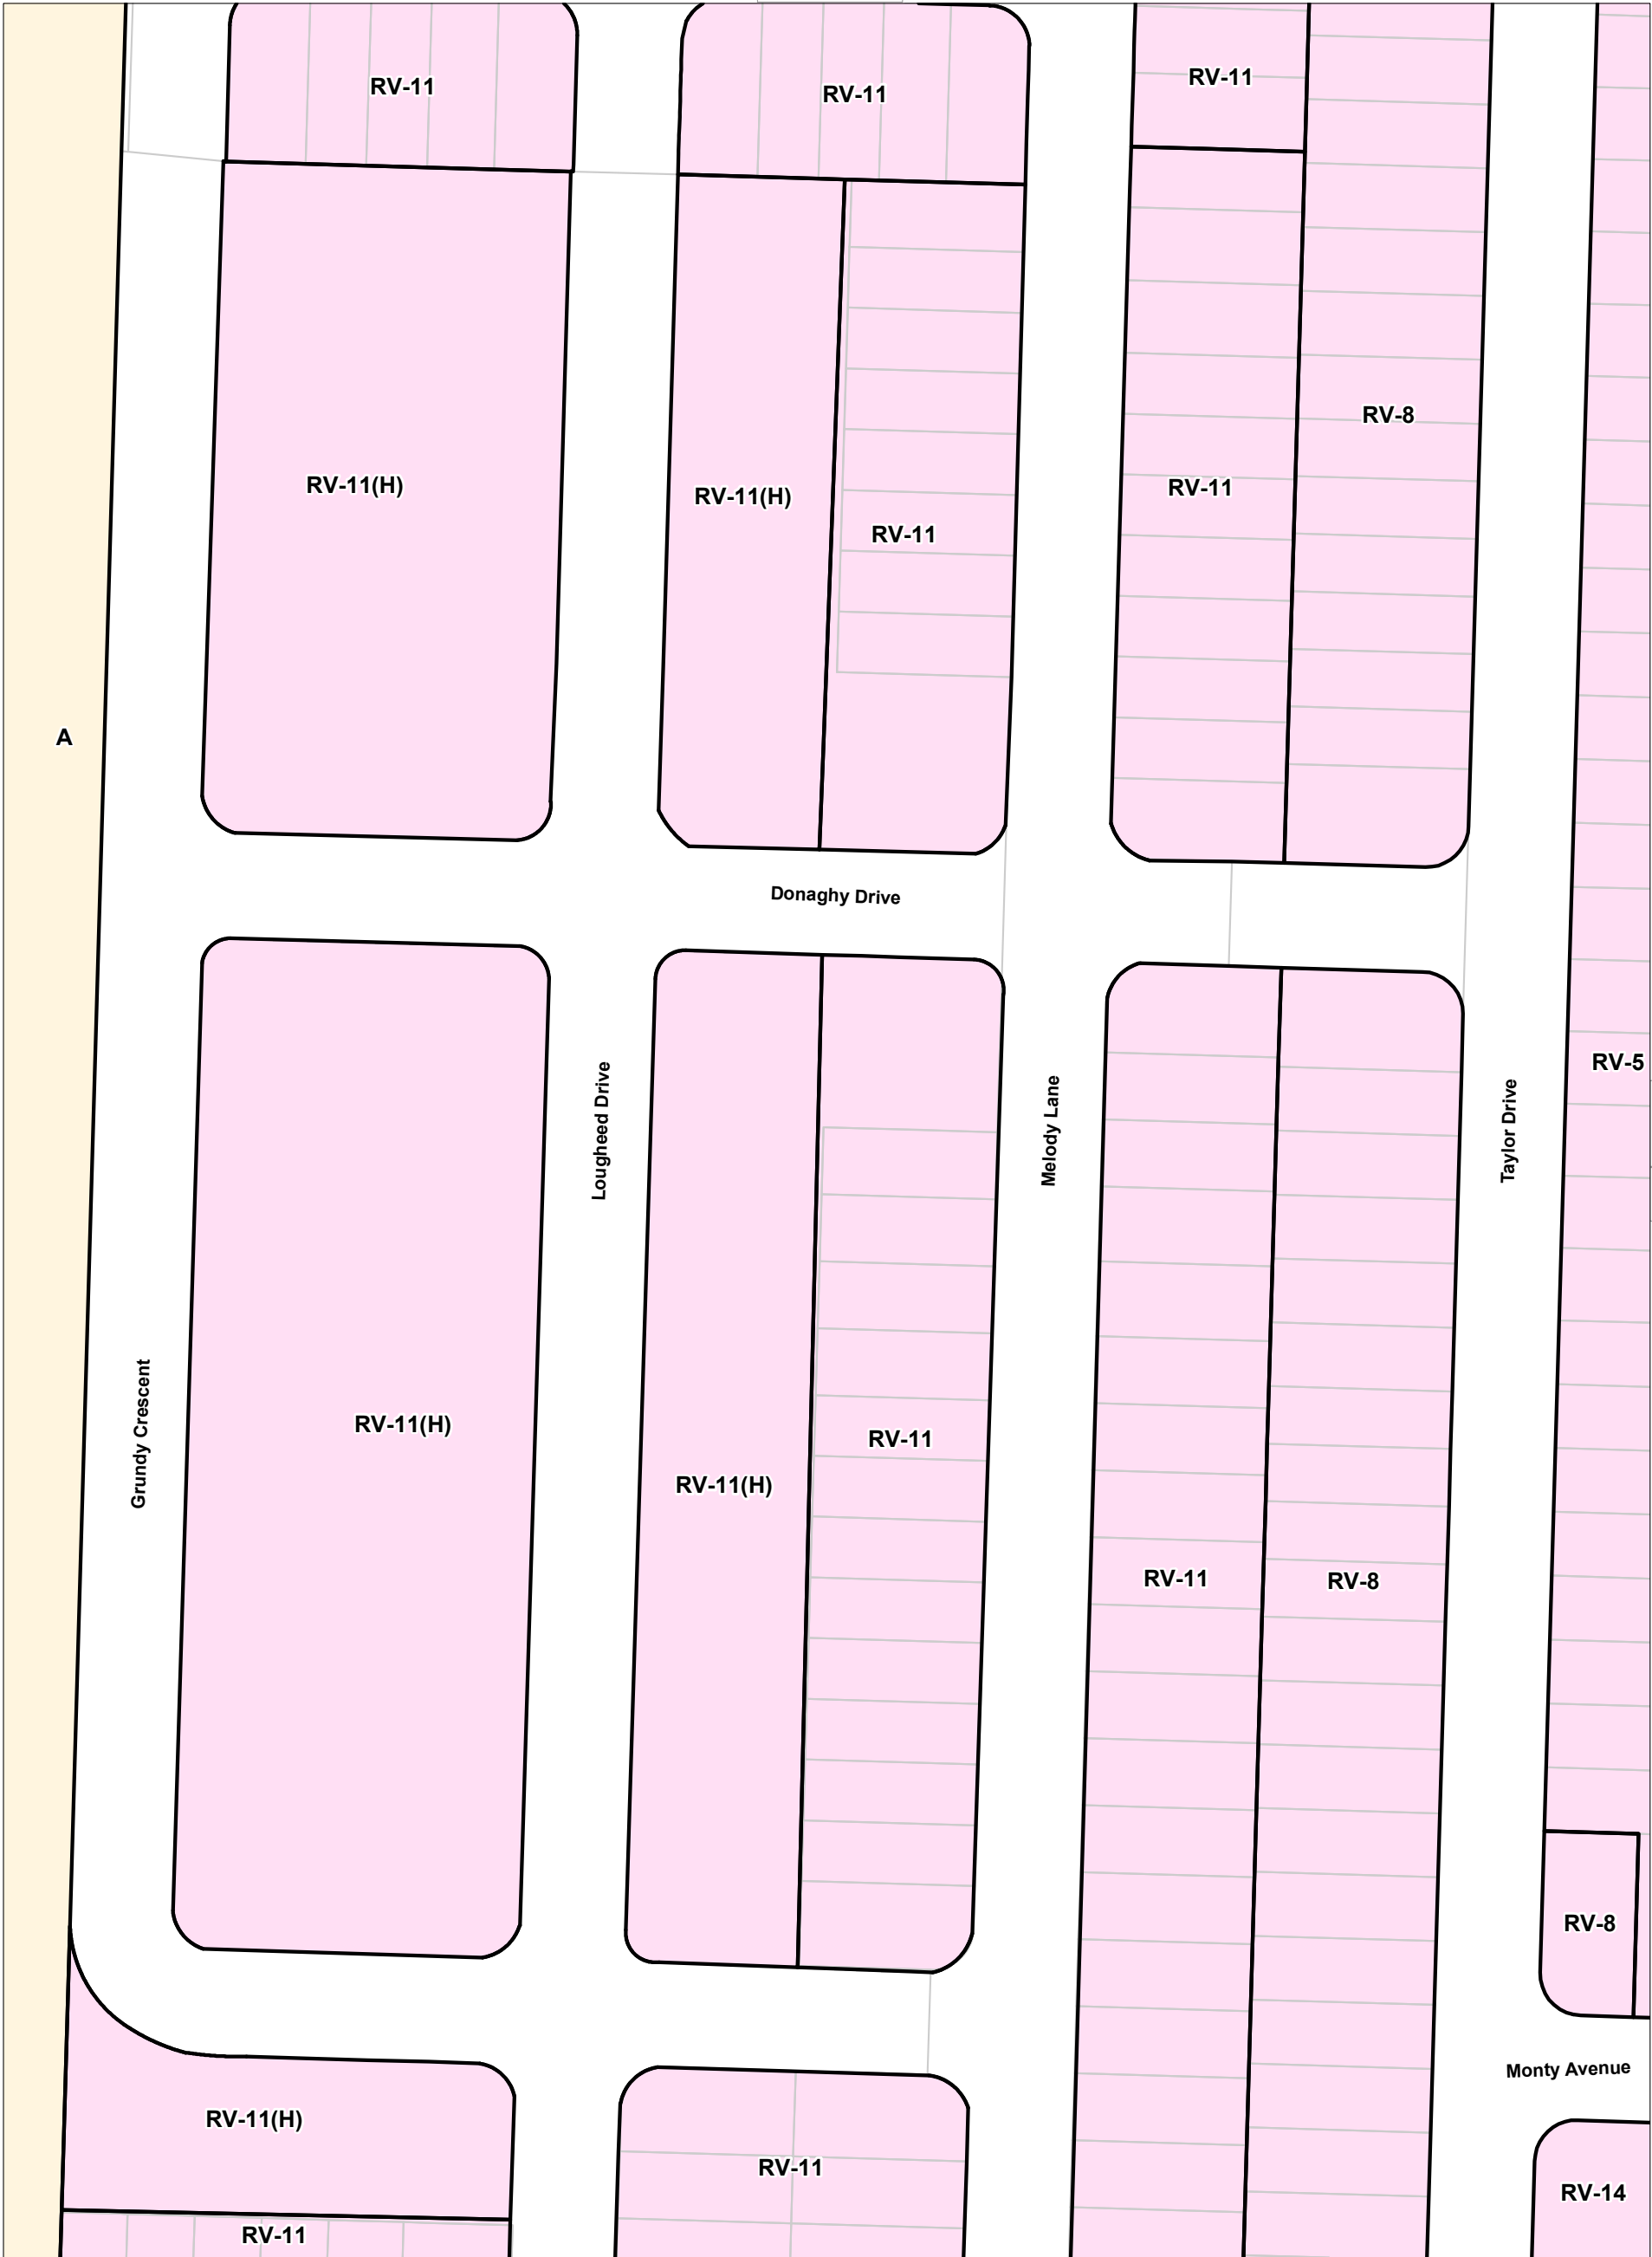 RV-11
RV-11
RV-11
RV-8
RV-11(H)
RV-11(H)
RV-11
RV-11
A
Donaghy Drive
RV-5
Lougheed Drive
Melody Lane
Taylor Drive
Grundy Crescent
RV-11(H)
RV-11
RV-11(H)
RV-11
RV-8
RV-8
Monty Avenue
RV-11(H)
RV-11
RV-14
RV-11